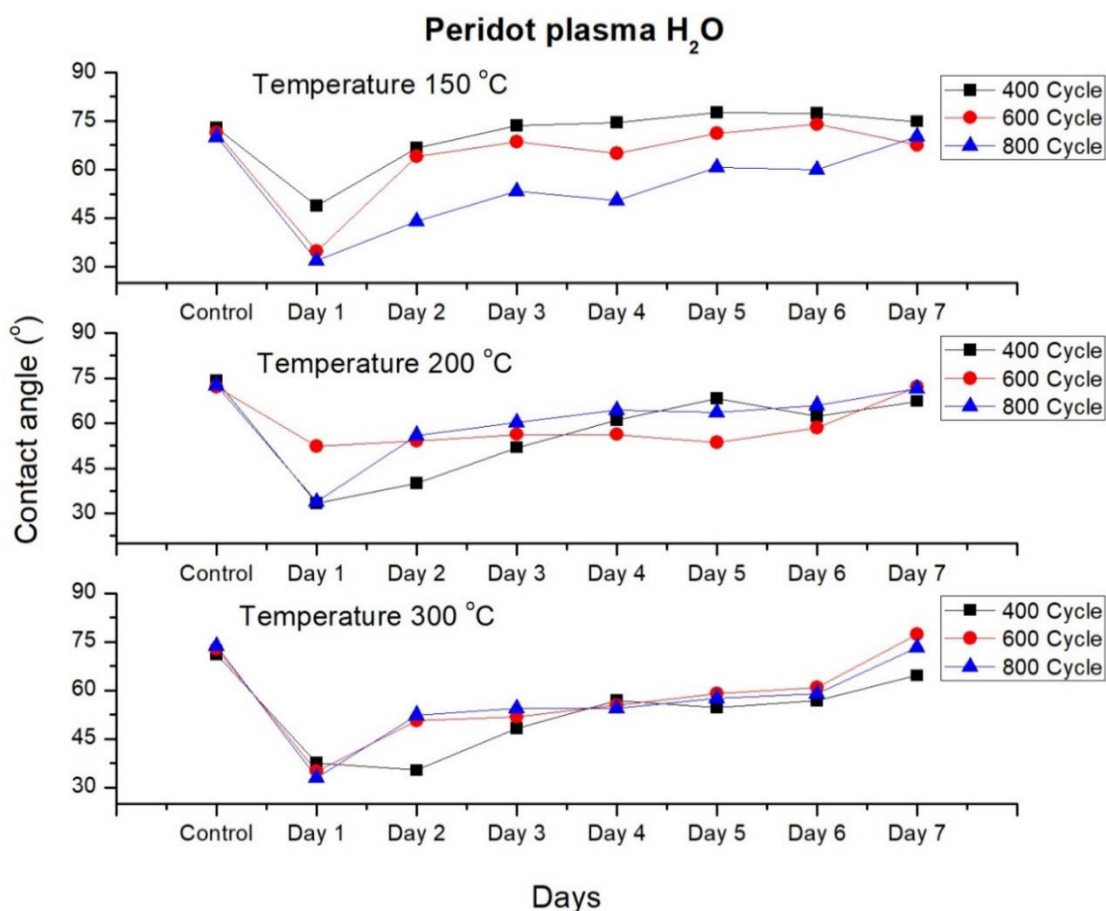 Peridot plasma H₂O
Temperature 150 °C
90
75
60
45
30
400 Cycle
600 Cycle
800 Cycle
Control Day 1 Day 2 Day 3 Day 4 Day 5 Day 6 Day 7
Contact angle (°)
Temperature 200 °C
90
75
60
45
30
400 Cycle
600 Cycle
800 Cycle
Control Day 1 Day 2 Day 3 Day 4 Day 5 Day 6 Day 7
Temperature 300 °C
90
75
60
45
30
400 Cycle
600 Cycle
800 Cycle
Control Day 1 Day 2 Day 3 Day 4 Day 5 Day 6 Day 7
Days